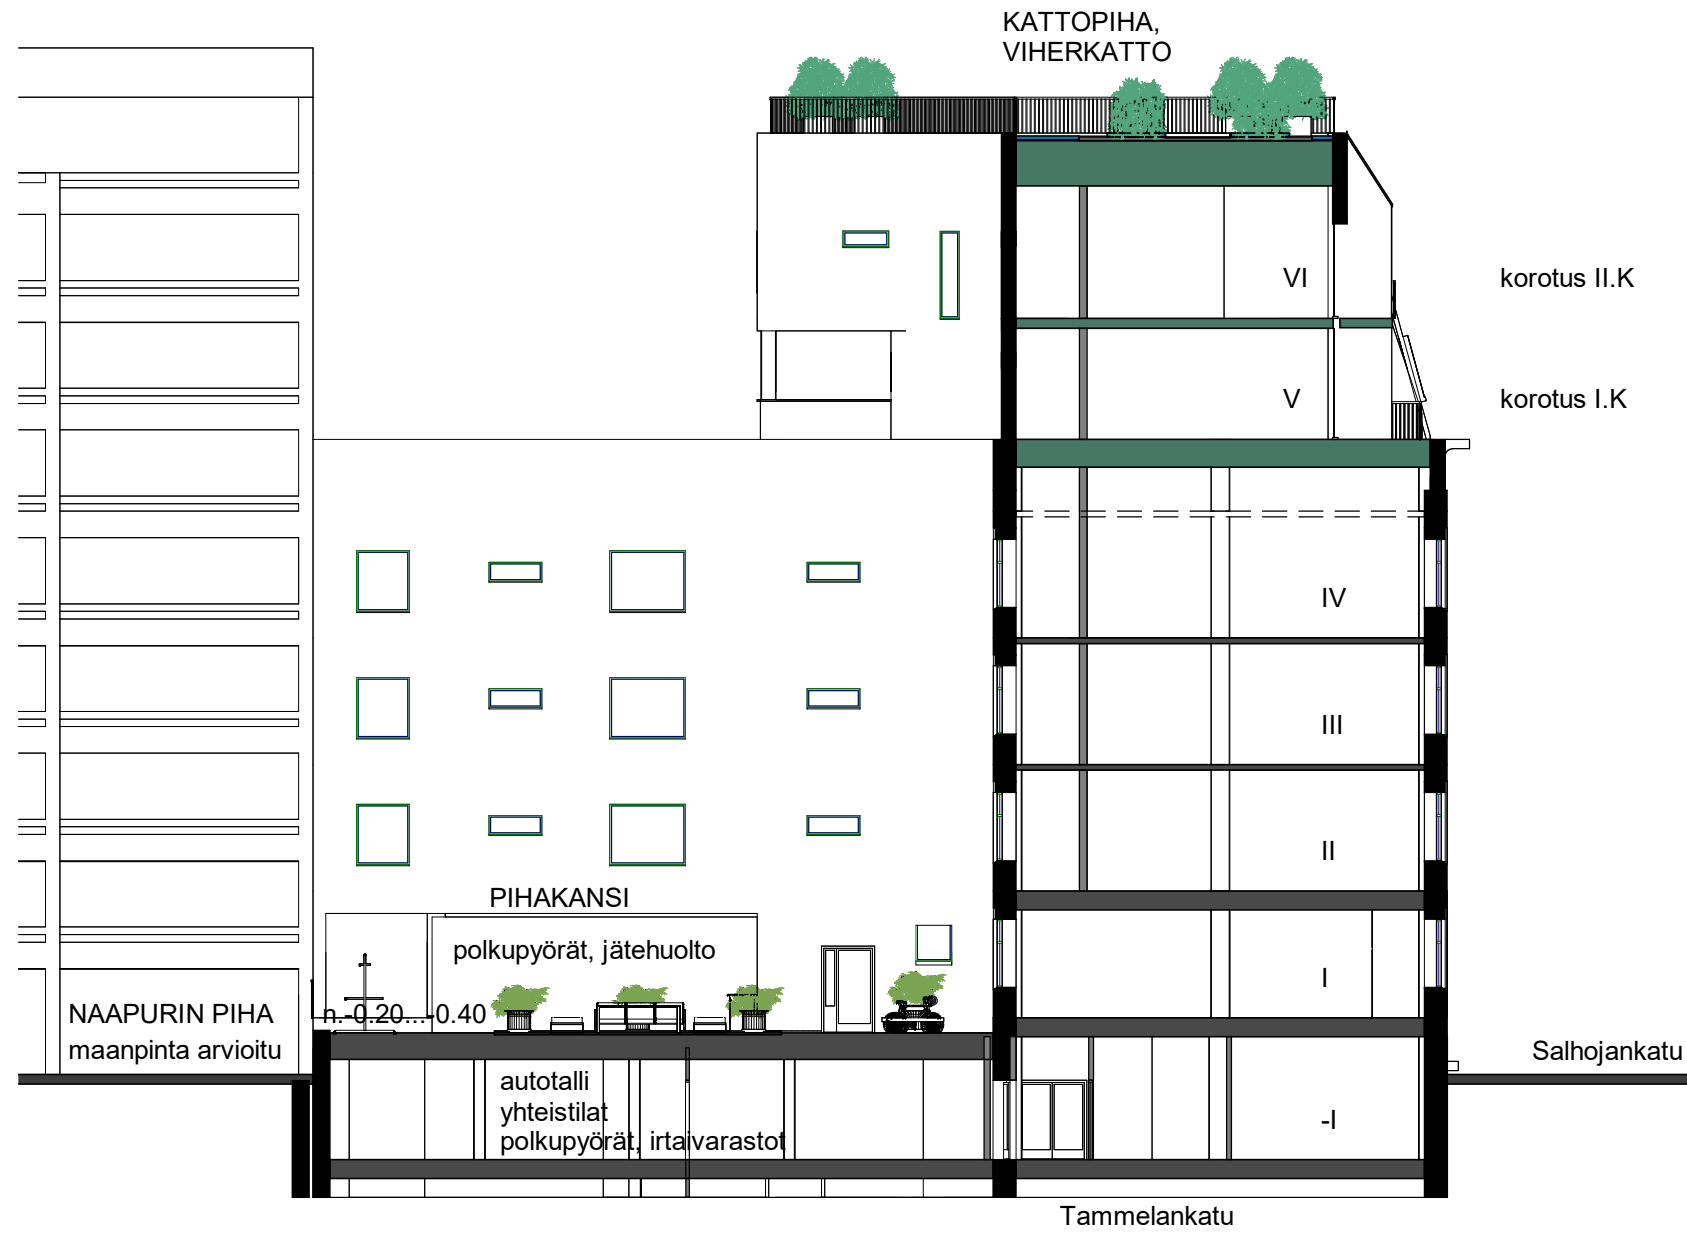 KATTOPIHA,
VIHERKATTO
VI
korotus II.K
V
korotus I.K
IV
III
II
PIHAKANSI
polkupyörät, jätehuolto
I
NAAPURIN PIHA
n.-0.20...-0.40
maanpinta arvioitu
Salhojankatu
autotalli
yhteistilat
polkupyörät, irtaivarastot
-I
Tammelankatu